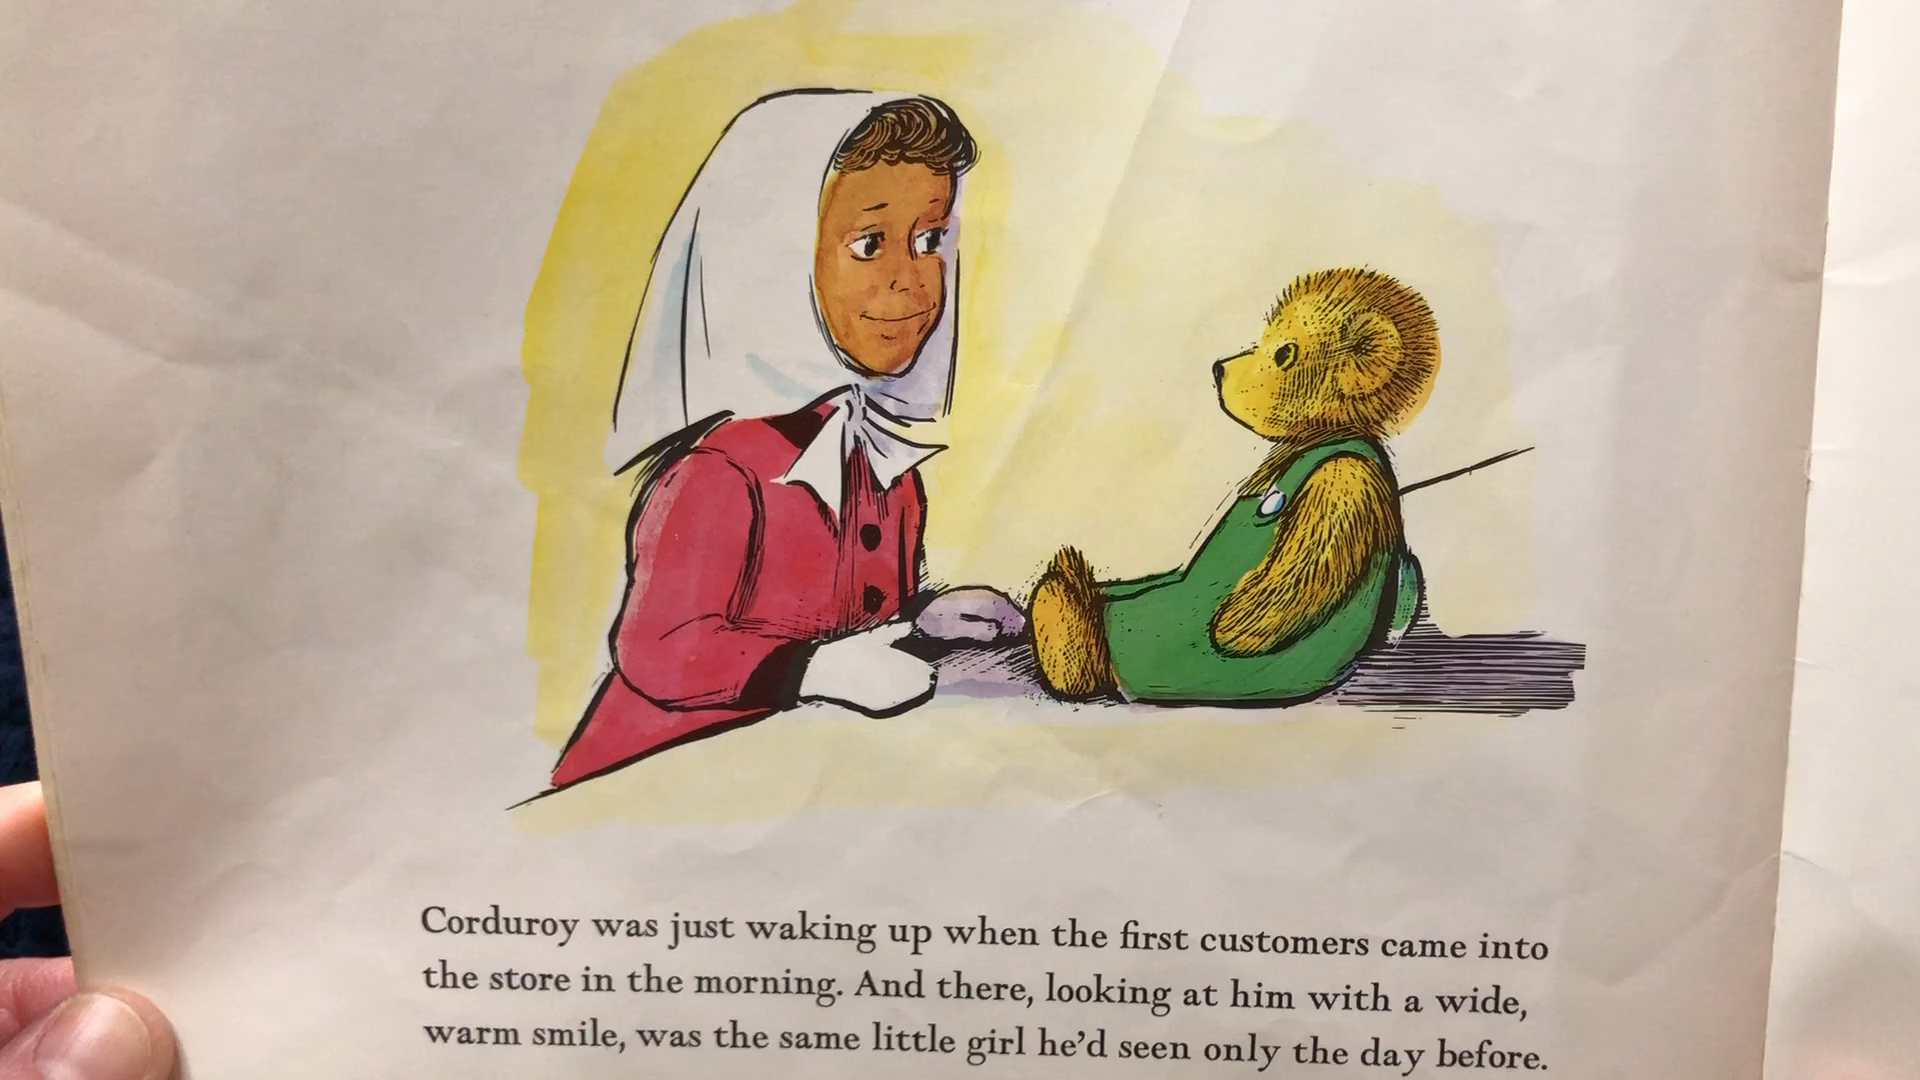 Corduroy was just waking up when the first customers came into
the store in the morning. And there, looking at him with a wide,
warm smile, was the same little girl he’d seen only the day before.